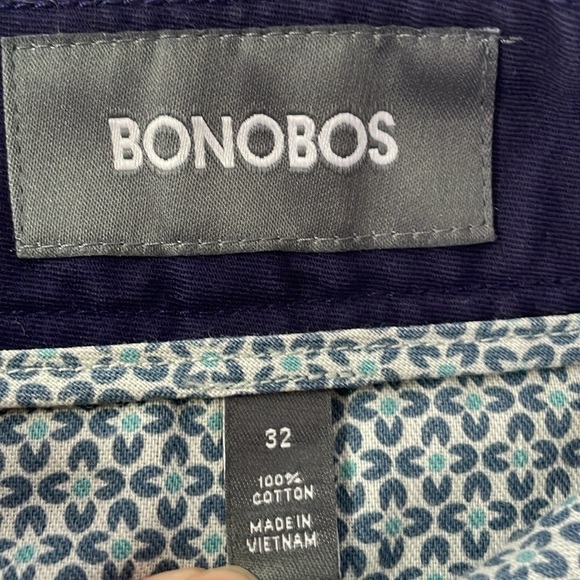 BONOBOS
32
100%
COTTON
MADE IN
VIETNAM